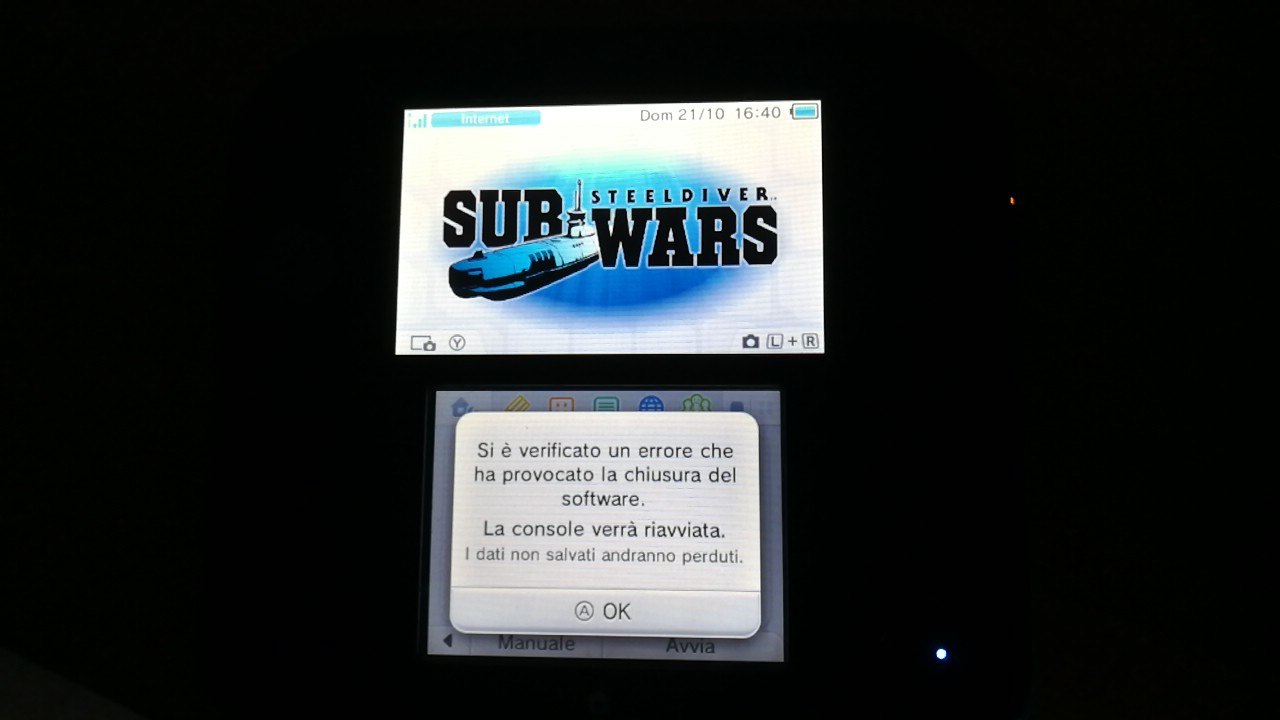 Internet
Dom 21/10 16:40
STEELDIVER™
SUB WARS
Y
L + R
Si è verificato un errore che
ha provocato la chiusura del
software.
La console verrà riavviata.
I dati non salvati andranno perduti.
A OK
Manuale
Avvia